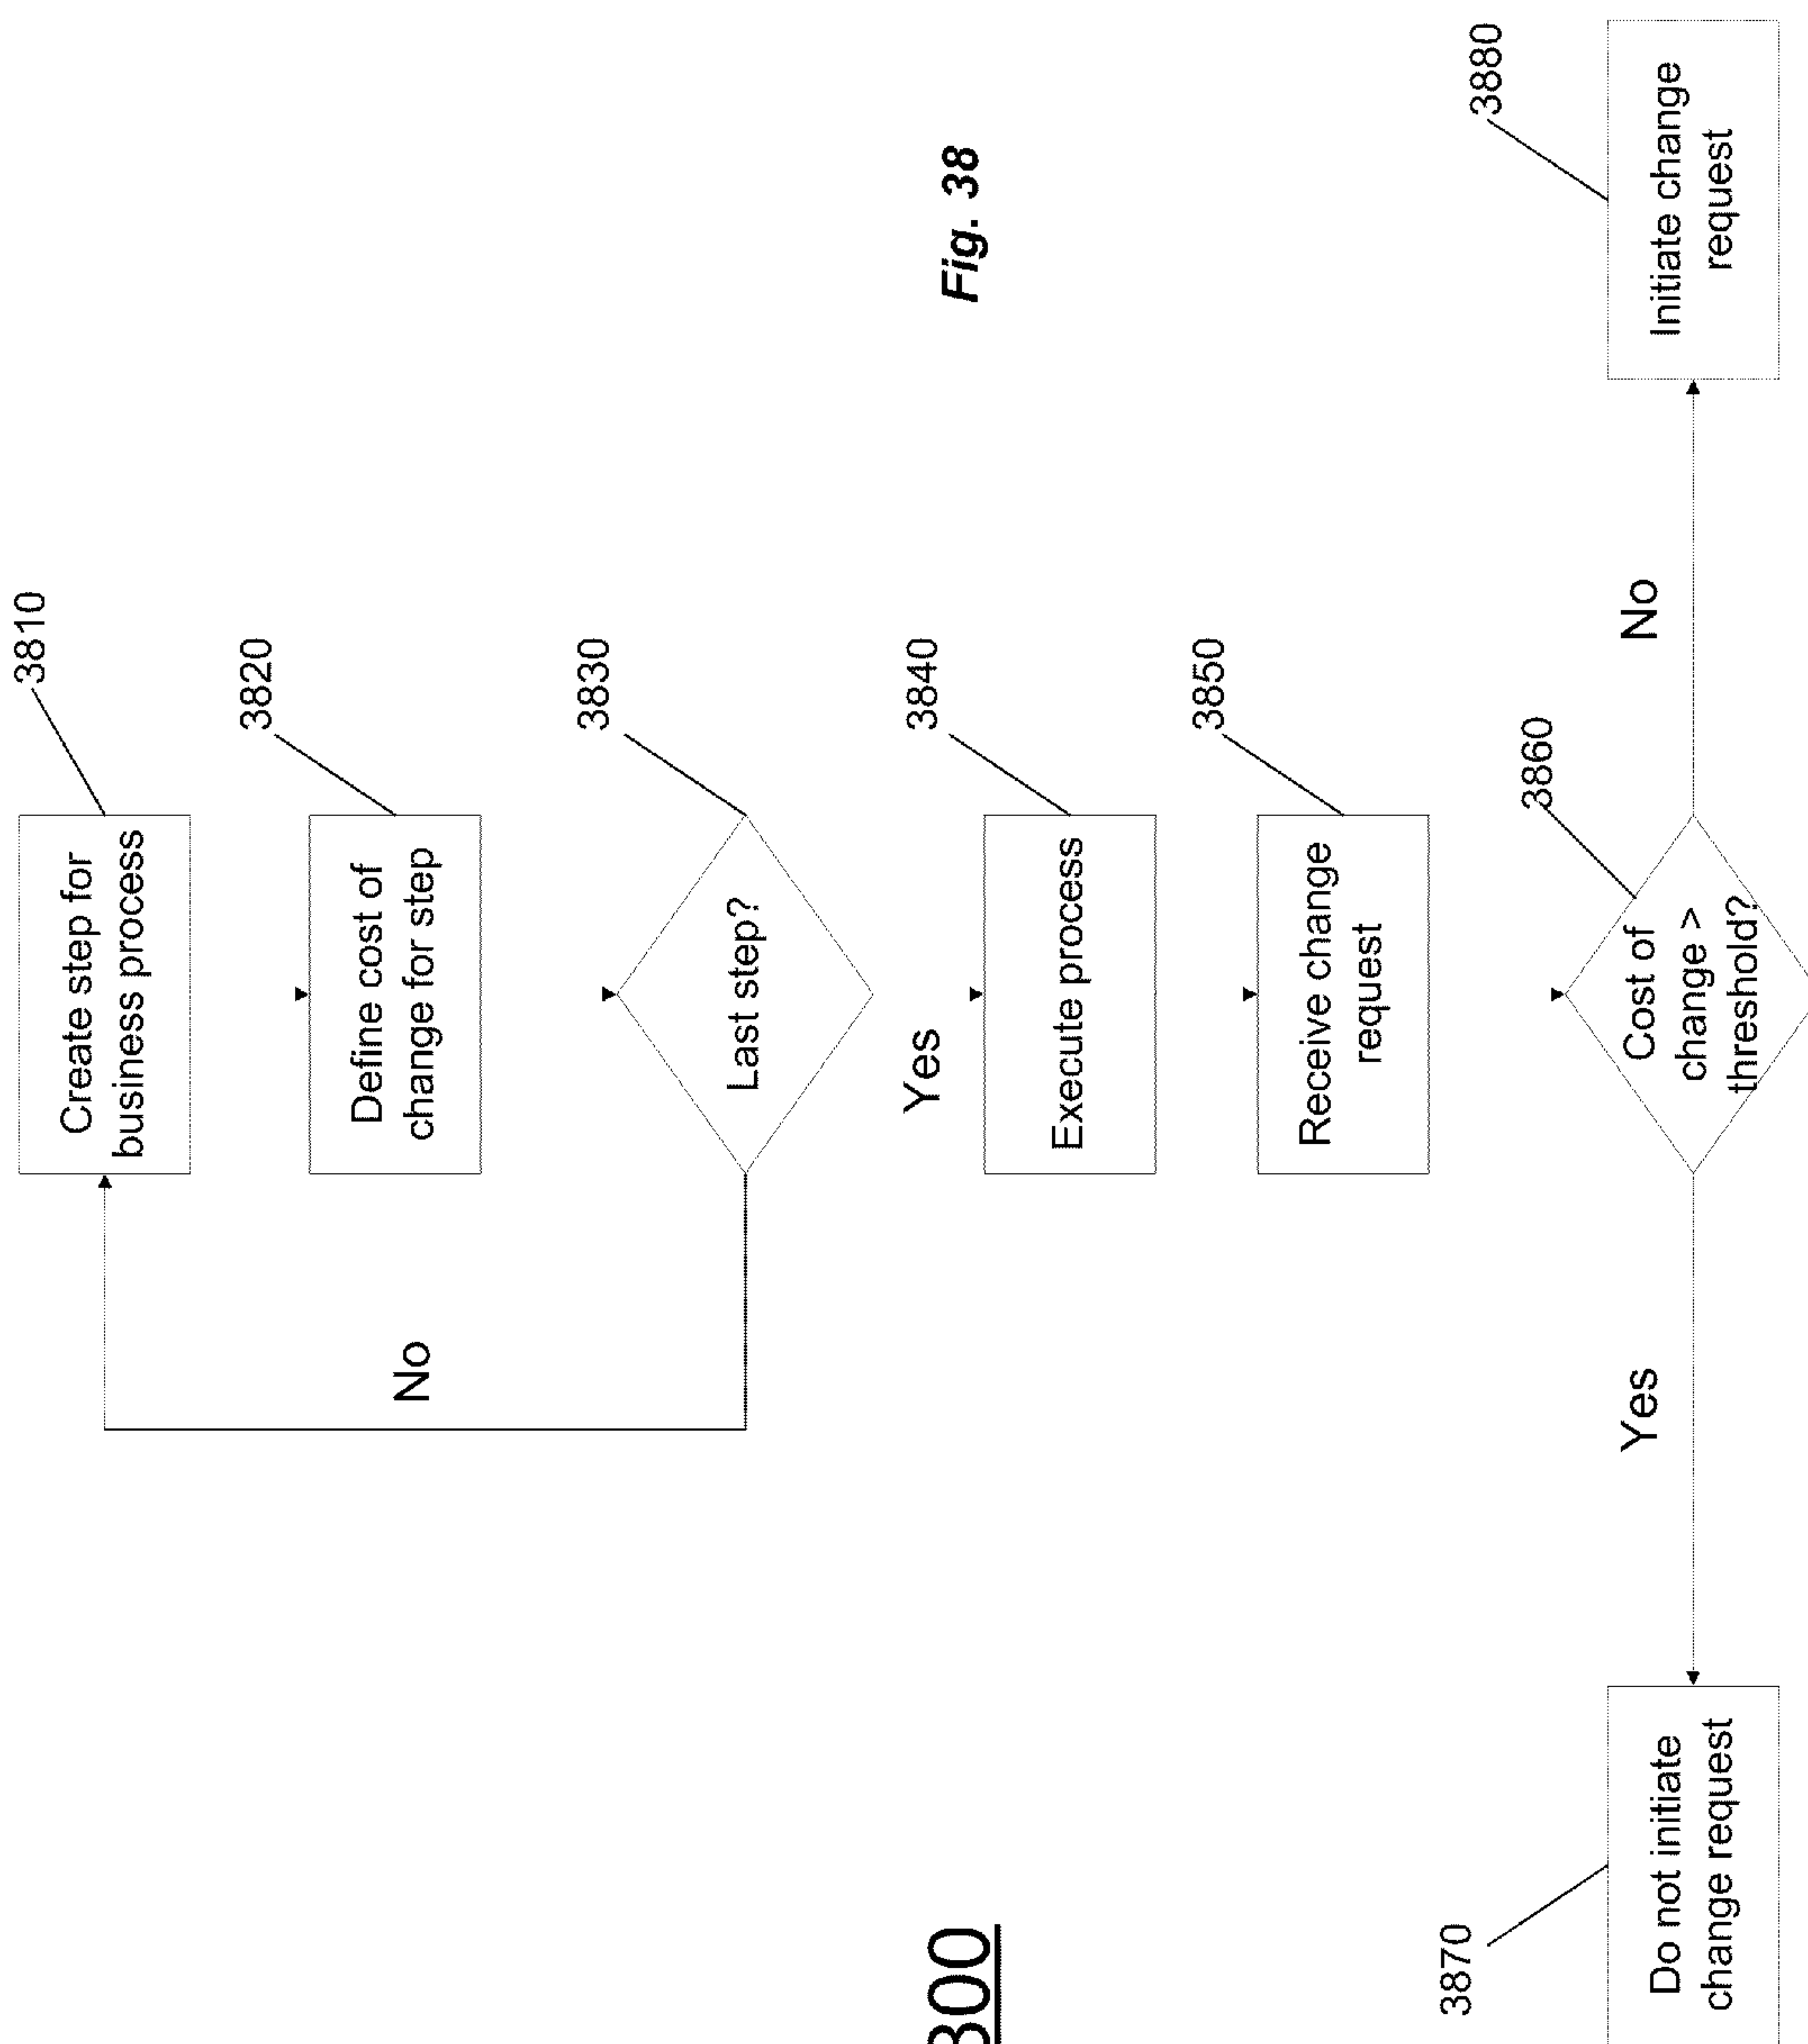 3810
Create step for
business process
3820
Define cost of
change for step
No
3830
Last step?
Yes
3840
Execute process
Fig. 38
3850
Receive change
request
3860
Cost of
change >
threshold?
Yes
No
3870
Do not initiate
change request
3880
Initiate change
request